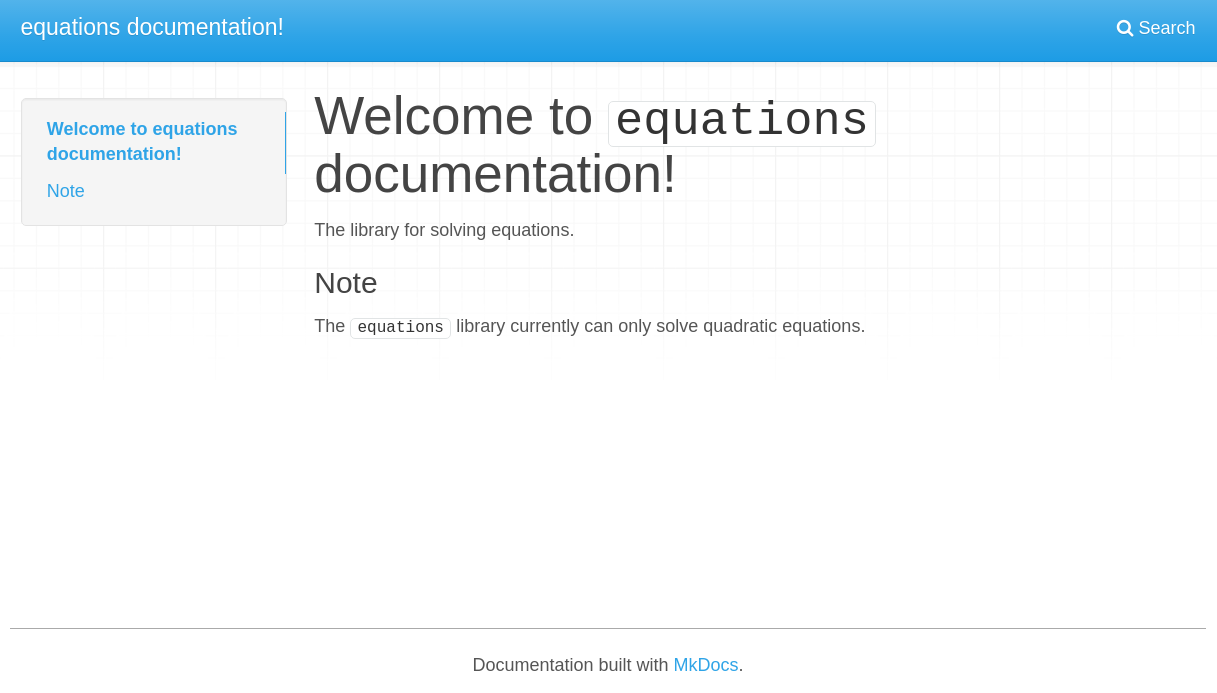 equations documentation!
Search
Welcome to equations
documentation!
Note
Welcome to equations
documentation!
The library for solving equations.
Note
The equations library currently can only solve quadratic equations.
Documentation built with MkDocs.